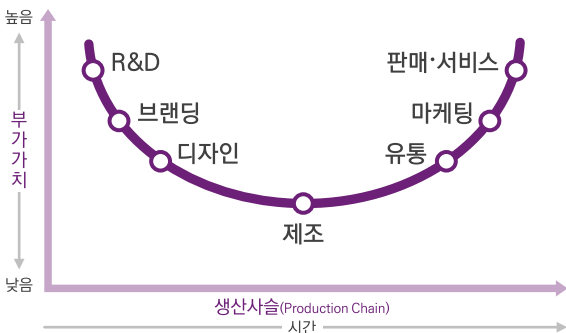 높음
R&D
판매·서비스
브랜딩
마케팅
디자인
유통
부가가치
제조
낮음
생산사슬(Production Chain)
시간